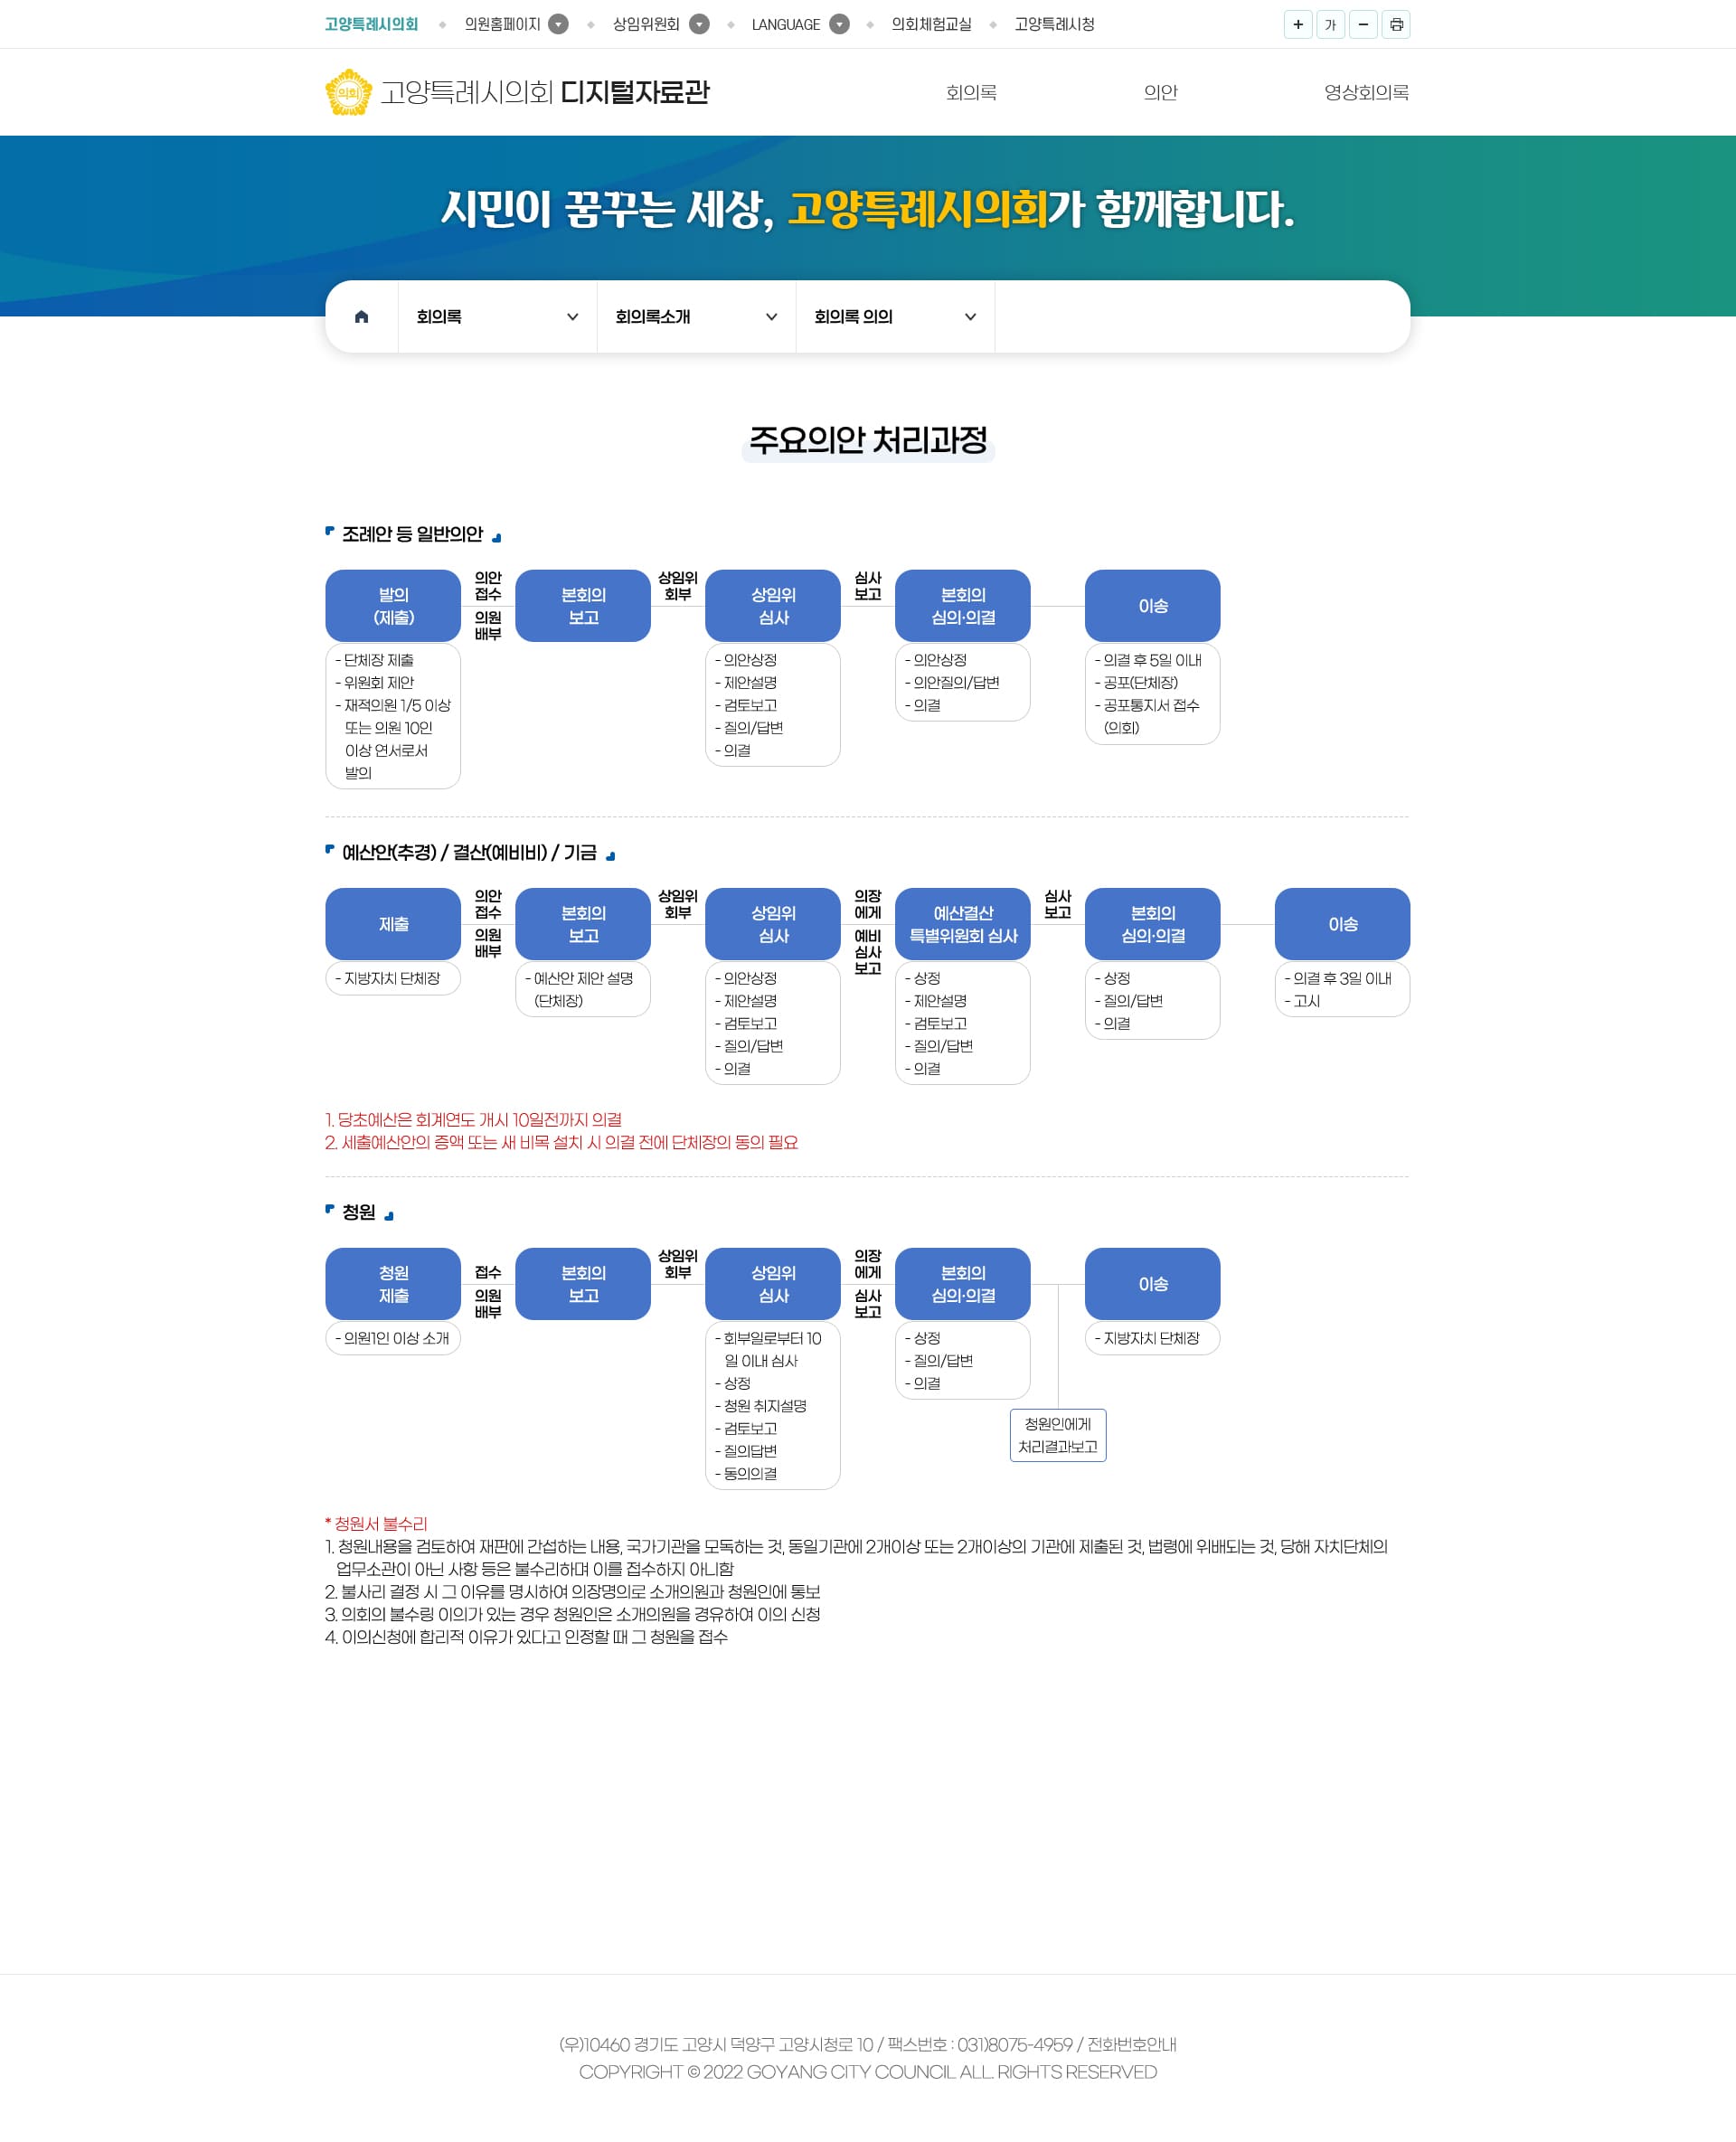 고양특례시의회 의원홈페이지 상임위원회 LANGUAGE 의회체험교실 고양특례시청 + 가 -
의회 고양특례시의회 디지털자료관 회의록 의안 영상회의록
시민이 꿈꾸는 세상, 고양특례시의회가 함께합니다.
회의록 회의록소개 회의록 의의
주요의안 처리과정
조례안 등 일반의안
발의
(제출)
의안
접수
의원
배부
본회의
보고
상임위
회부
상임위
심사
심사
보고
본회의
심의·의결
이송
- 단체장 제출
- 위원회 제안
- 재적의원 1/5 이상
또는 의원 10인
이상 연서로서
발의
- 의안상정
- 제안설명
- 검토보고
- 질의/답변
- 의결
- 의안상정
- 의안질의/답변
- 의결
- 의결 후 5일 이내
- 공포(단체장)
- 공포통지서 접수
(의회)
예산안(추경) / 결산(예비비) / 기금
제출
의안
접수
의원
배부
본회의
보고
상임위
회부
상임위
심사
의장
에게
예비
심사
보고
예산결산
특별위원회 심사
심사
보고
본회의
심의·의결
이송
- 지방자치 단체장
- 예산안 제안 설명
(단체장)
- 의안상정
- 제안설명
- 검토보고
- 질의/답변
- 의결
- 상정
- 제안설명
- 검토보고
- 질의/답변
- 의결
- 상정
- 질의/답변
- 의결
- 의결 후 3일 이내
- 고시
1. 당초예산은 회계연도 개시 10일전까지 의결
2. 세출예산안의 증액 또는 새 비목 설치 시 의결 전에 단체장의 동의 필요
청원
청원
제출
접수
의원
배부
본회의
보고
상임위
회부
상임위
심사
의장
에게
심사
보고
본회의
심의·의결
이송
- 의원1인 이상 소개
- 회부일로부터 10
일 이내 심사
- 상정
- 청원 취지설명
- 검토보고
- 질의답변
- 동의의결
- 상정
- 질의/답변
- 의결
- 지방자치 단체장
청원인에게
처리결과보고
* 청원서 불수리
1. 청원내용을 검토하여 재판에 간섭하는 내용, 국가기관을 모독하는 것, 동일기관에 2개이상 또는 2개이상의 기관에 제출된 것, 법령에 위배되는 것, 당해 자치단체의
업무소관이 아닌 사항 등은 불수리하며 이를 접수하지 아니함
2. 불사리 결정 시 그 이유를 명시하여 의장명의로 소개의원과 청원인에 통보
3. 의회의 불수링 이의가 있는 경우 청원인은 소개의원을 경유하여 이의 신청
4. 이의신청에 합리적 이유가 있다고 인정할 때 그 청원을 접수
(우)10460 경기도 고양시 덕양구 고양시청로 10 / 팩스번호 : 031)8075-4959 / 전화번호안내
COPYRIGHT © 2022 GOYANG CITY COUNCIL ALL. RIGHTS RESERVED